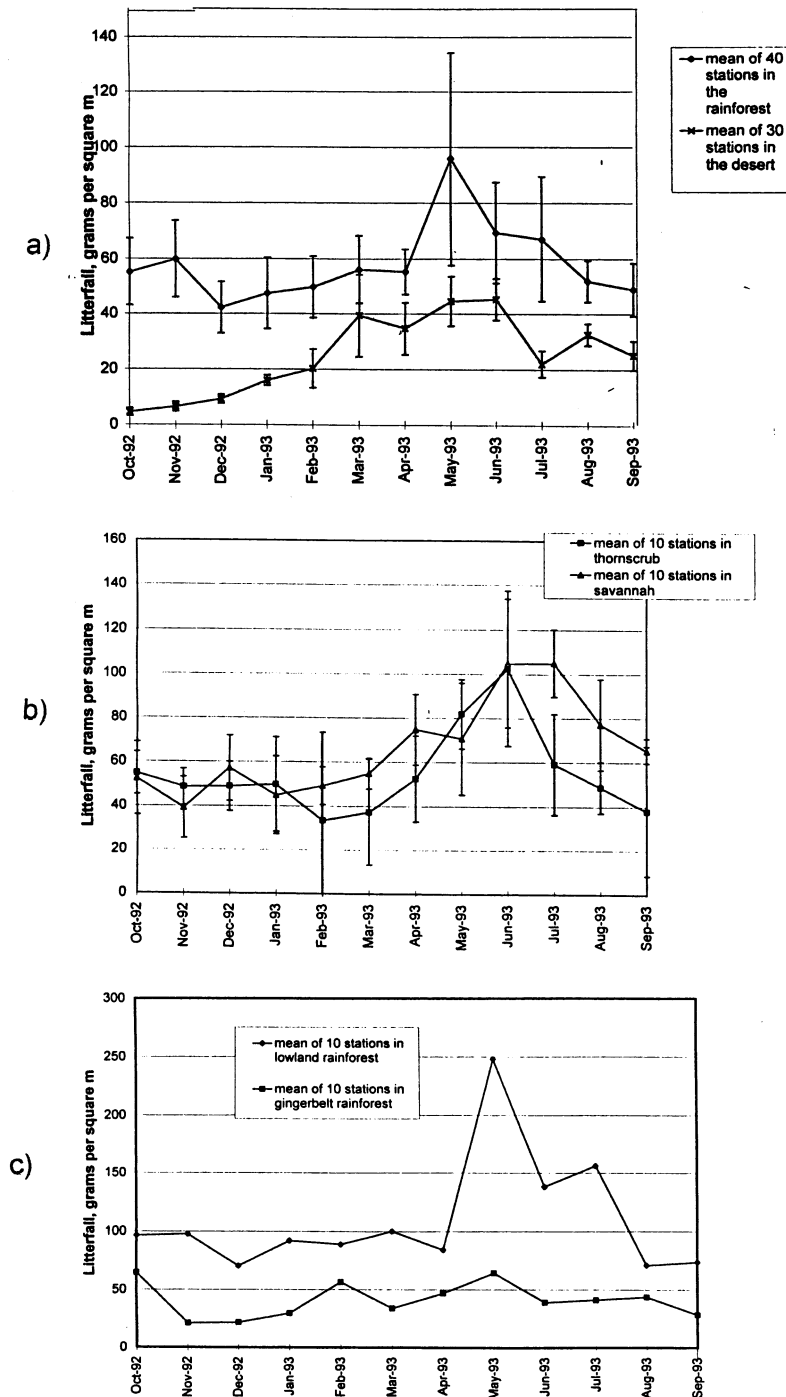 a)
Litterfall, grams per square m
140
120
100
80
60
40
20
0
Oct-92
Nov-92
Dec-92
Jan-93
Feb-93
Mar-93
Apr-93
May-93
Jun-93
Jul-93
Aug-93
Sep-93
mean of 40
stations in
the
rainforest
mean of 30
stations in
the desert
b)
Litterfall, grams per square m
160
140
120
100
80
60
40
20
0
Oct-92
Nov-92
Dec-92
Jan-93
Feb-93
Mar-93
Apr-93
May-93
Jun-93
Jul-93
Aug-93
Sep-93
mean of 10 stations in
thornscrub
mean of 10 stations in
savannah
c)
Litterfall, grams per square m
300
250
200
150
100
50
0
Oct-92
Nov-92
Dec-92
Jan-93
Feb-93
Mar-93
Apr-93
May-93
Jun-93
Jul-93
Aug-93
Sep-93
mean of 10 stations in
lowland rainforest
mean of 10 stations in
gingerbelt rainforest